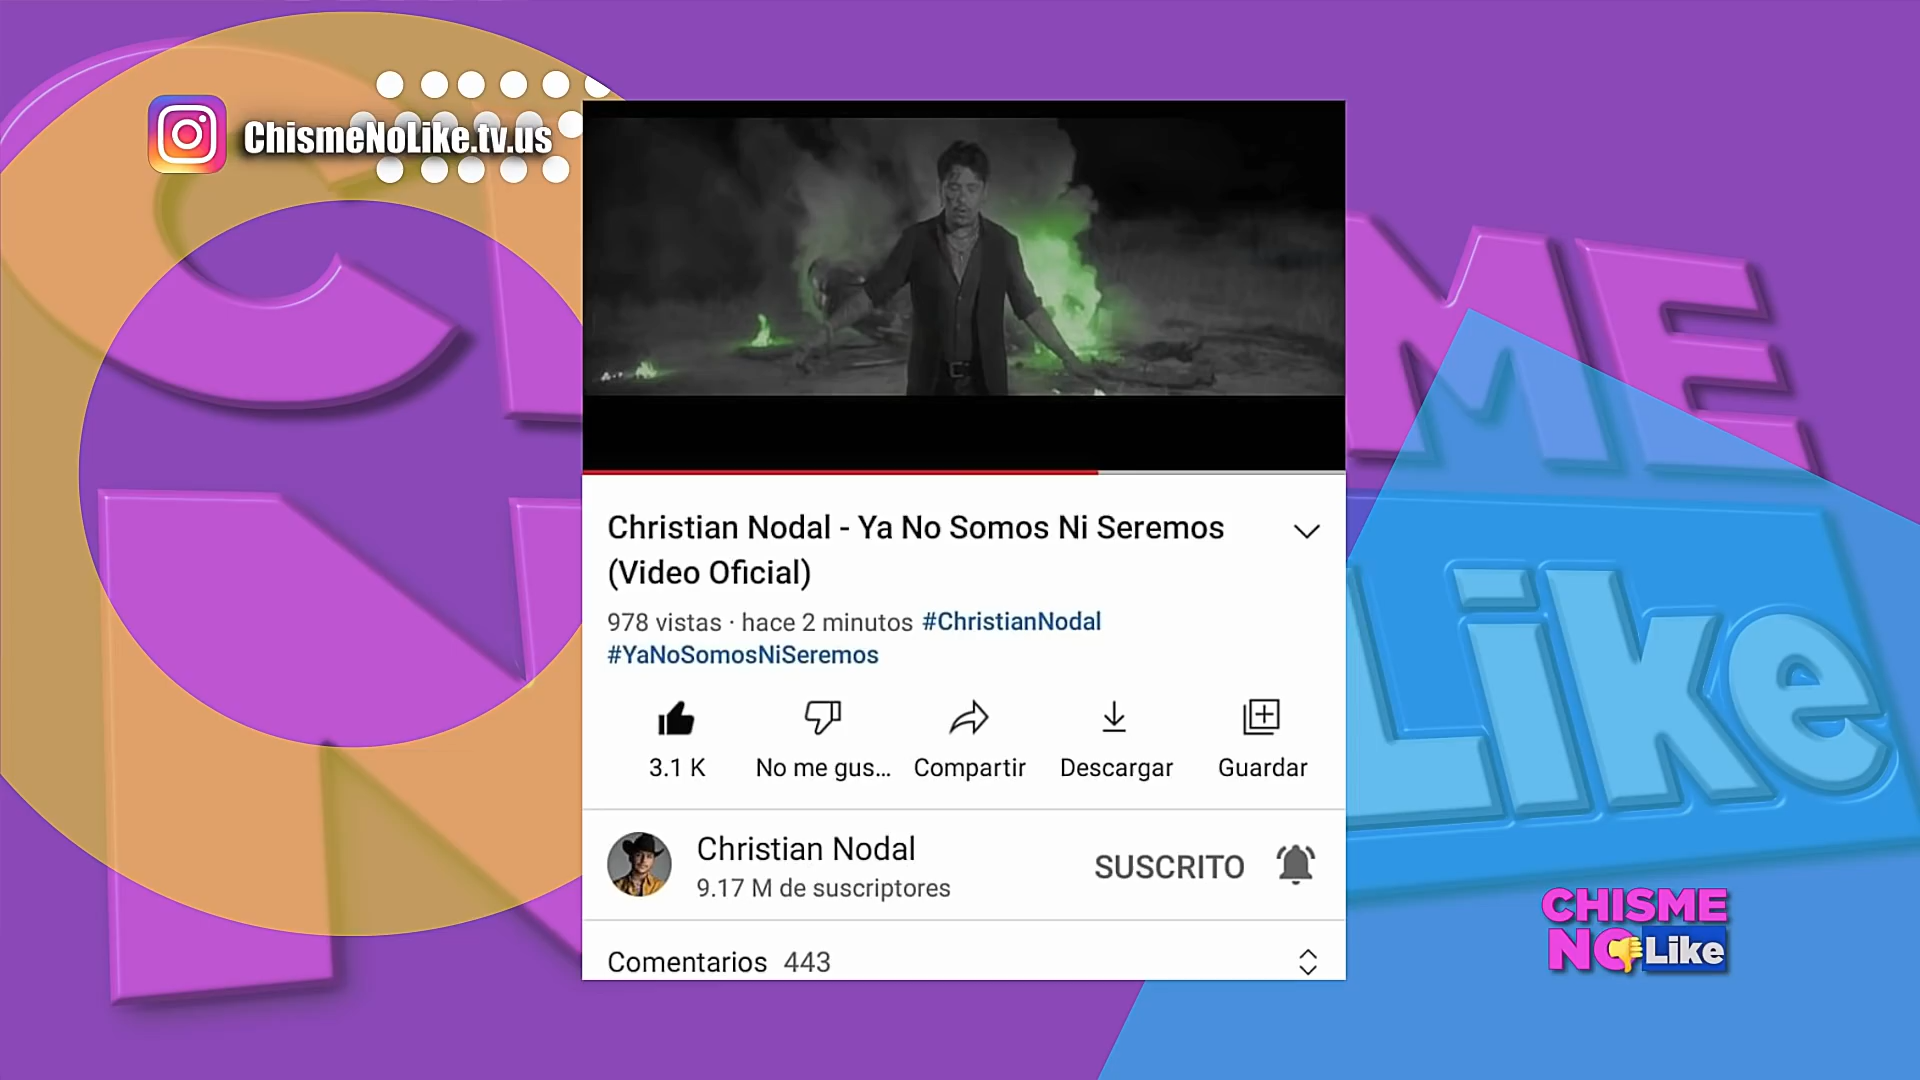 ChismeNoLike.tv.us
Christian Nodal - Ya No Somos Ni Seremos
(Video Oficial)
978 vistas · hace 2 minutos #ChristianNodal
#YaNoSomosNiSeremos
3.1 K
No me gus...
Compartir
Descargar
Guardar
Christian Nodal
9.17 M de suscriptores
SUSCRITO
Comentarios 443
ME
Like
CHISME
NO Like